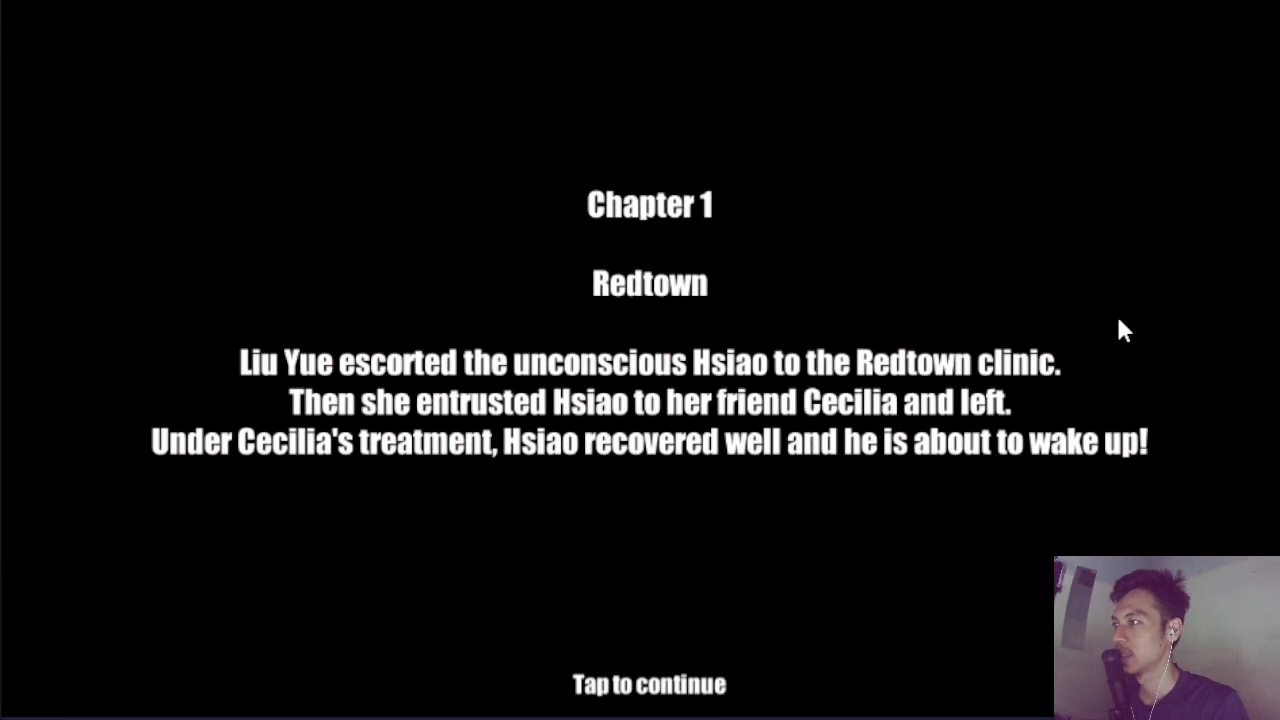 Chapter 1
Redtown
Liu Yue escorted the unconscious Hsiao to the Redtown clinic.
Then she entrusted Hsiao to her friend Cecilia and left.
Under Cecilia's treatment, Hsiao recovered well and he is about to wake up!
Tap to continue